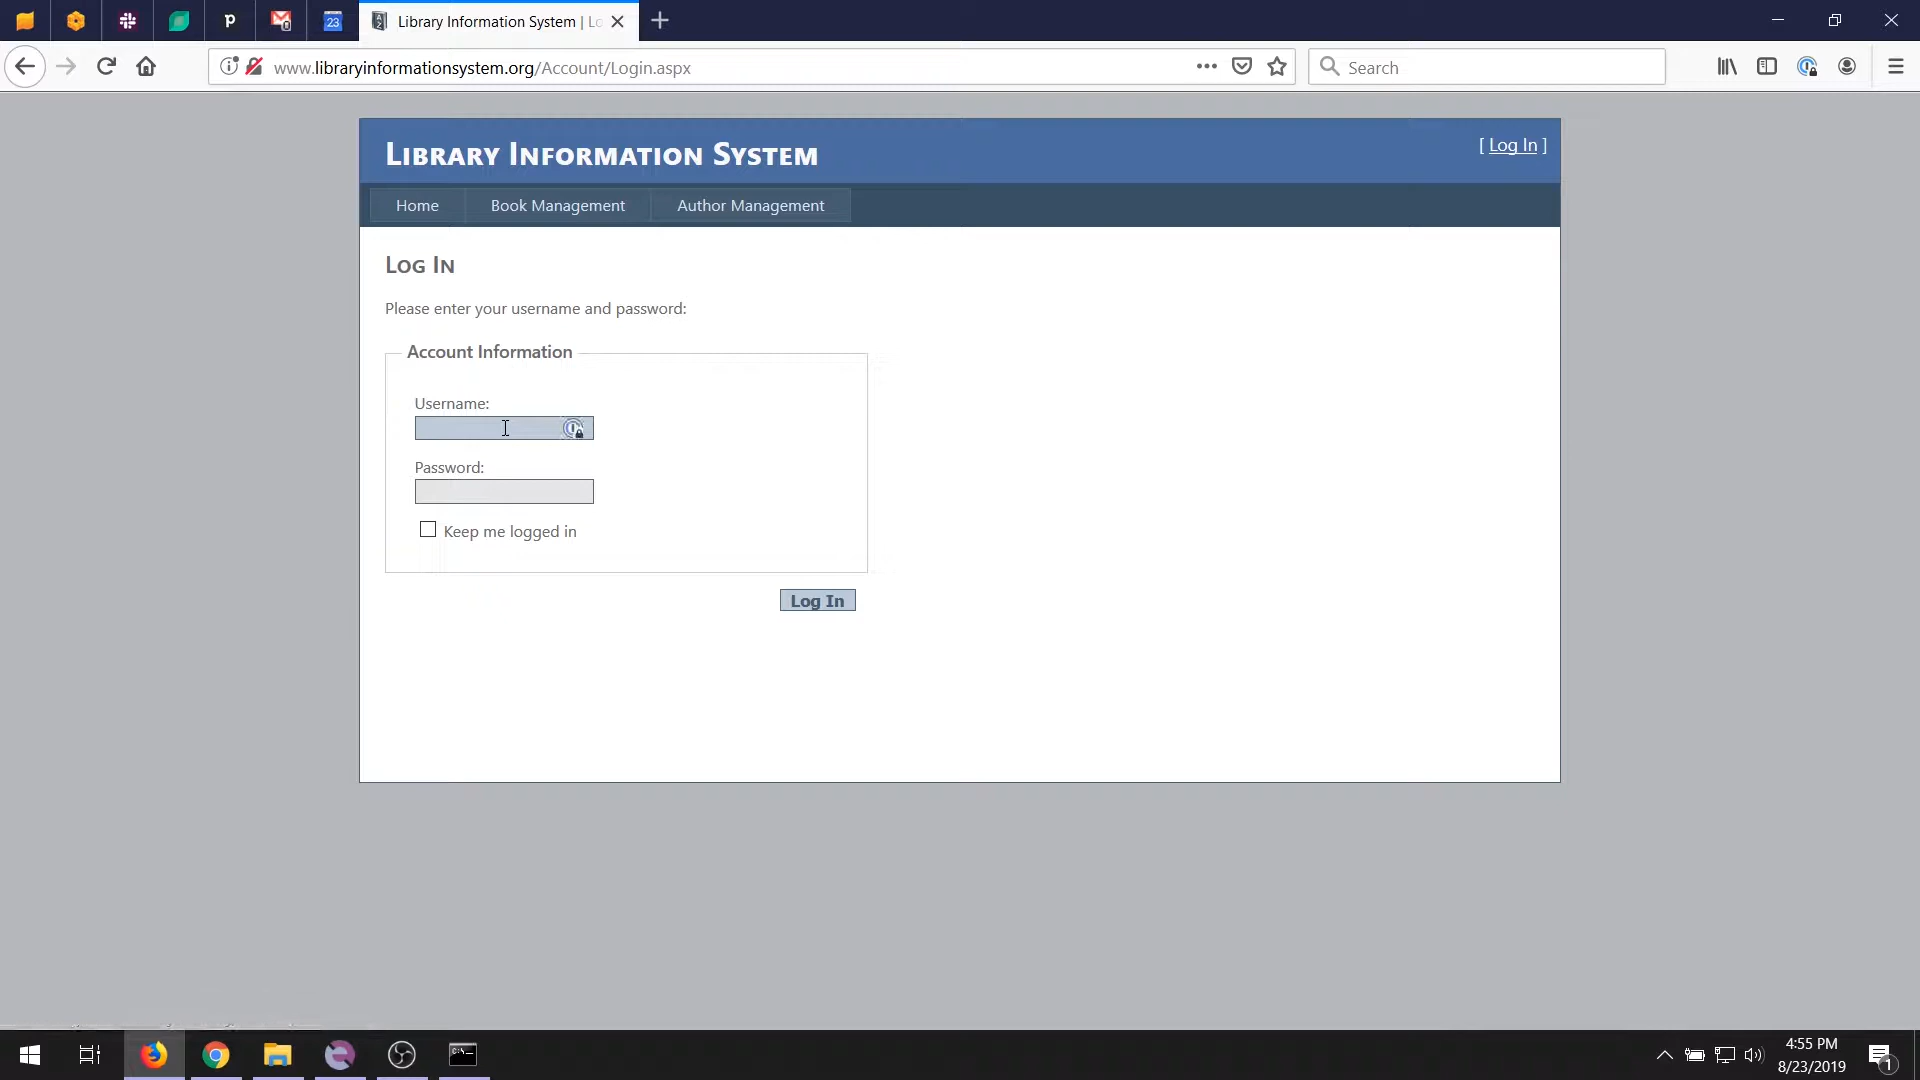 23
Library Information System | Lo
www.libraryinformationsystem.org/Account/Login.aspx
Search
Library Information System
[ Log In ]
Home
Book Management
Author Management
Log In
Please enter your username and password:
Account Information
Username:
Password:
Keep me logged in
Log In
4:55 PM
8/23/2019
1